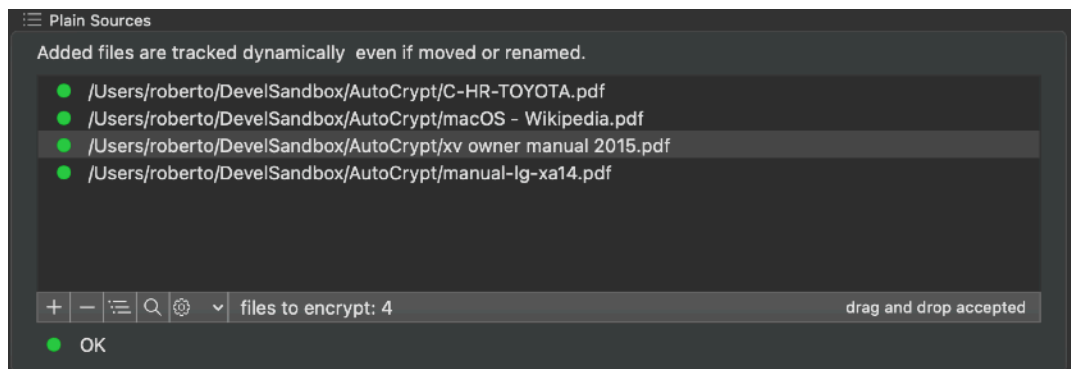 Plain Sources
Added files are tracked dynamically  even if moved or renamed.
/Users/roberto/DevelSandbox/AutoCrypt/C-HR-TOYOTA.pdf
/Users/roberto/DevelSandbox/AutoCrypt/macOS - Wikipedia.pdf
/Users/roberto/DevelSandbox/AutoCrypt/xv owner manual 2015.pdf
/Users/roberto/DevelSandbox/AutoCrypt/manual-lg-xa14.pdf
files to encrypt: 4 drag and drop accepted
OK